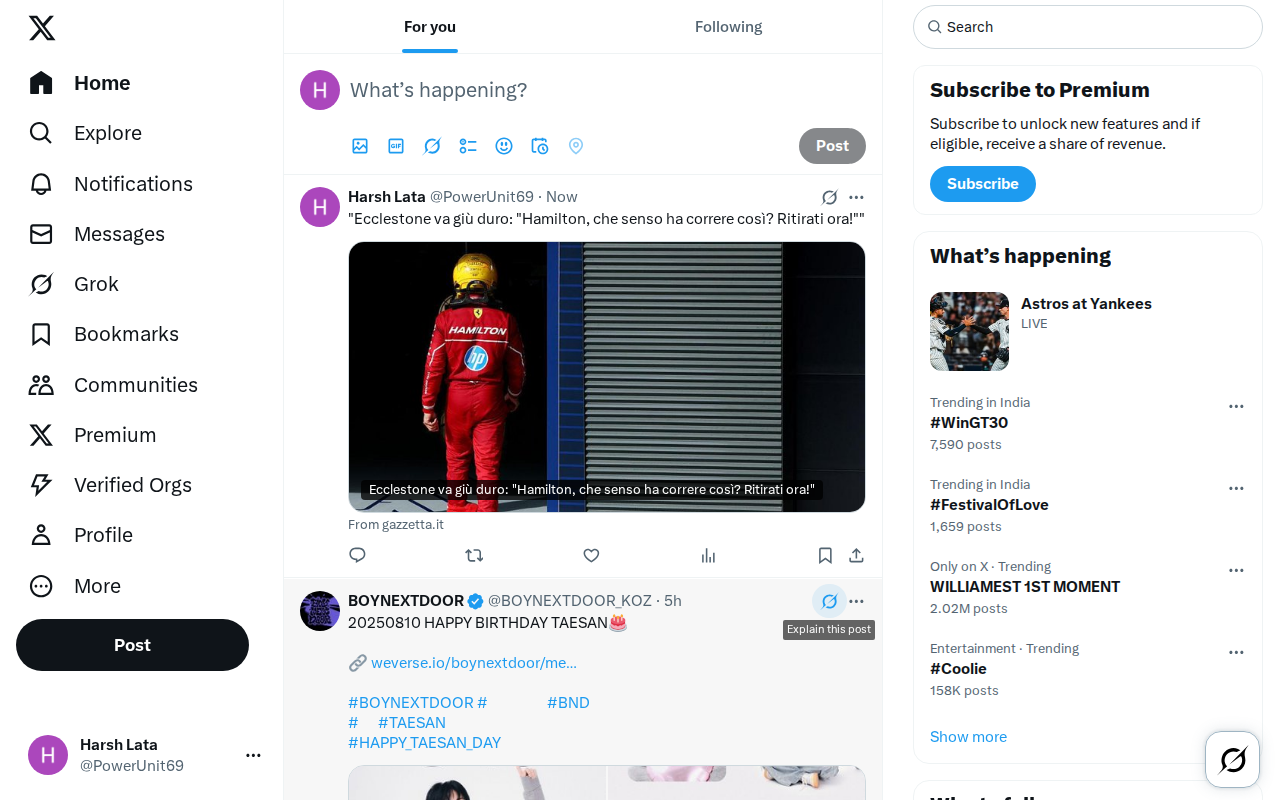 For you
Following
Search
H
What's happening?
GIF
Post
Home
Explore
Notifications
Messages
Grok
Bookmarks
Communities
Premium
Verified Orgs
Profile
More
Post
H
Harsh Lata
@PowerUnit69
H
Harsh Lata @PowerUnit69 · Now
"Ecclestone va giù duro: "Hamilton, che senso ha correre così? Ritirati ora!""
HAMILTON
hp
Ecclestone va giù duro: "Hamilton, che senso ha correre così? Ritirati ora!"
From gazzetta.it
BOYNEXTDOOR @BOYNEXTDOOR_KOZ · 5h
Explain this post
20250810 HAPPY BIRTHDAY TAESAN🎂
🔗 weverse.io/boynextdoor/me…
#BOYNEXTDOOR # #BND
# #TAESAN
#HAPPY_TAESAN_DAY
Subscribe to Premium
Subscribe to unlock new features and if
eligible, receive a share of revenue.
Subscribe
What's happening
Astros at Yankees
LIVE
Trending in India
#WinGT30
7,590 posts
Trending in India
#FestivalOfLove
1,659 posts
Only on X · Trending
WILLIAMEST 1ST MOMENT
2.02M posts
Entertainment · Trending
#Coolie
158K posts
Show more